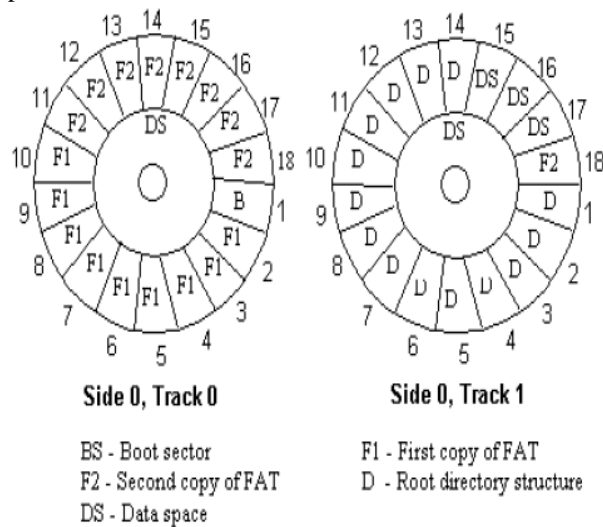 13 14 15
12 16
11 17
10 18
9 1
8 2
7 3
6 5 4
F2 F2 F2
F2 F2
F2 DS F2
F1 F2
F1 B
F1 F1
F1 F1
F1 F1 F1
13 14 15
12 16
11 17
10 18
9 1
8 2
7 3
6 5 4
D D DS
D DS
D DS DS
D F2
D D
D D
D D
D D D
Side 0, Track 0
Side 0, Track 1
BS - Boot sector
F2 - Second copy of FAT
DS - Data space
F1 - First copy of FAT
D - Root directory structure